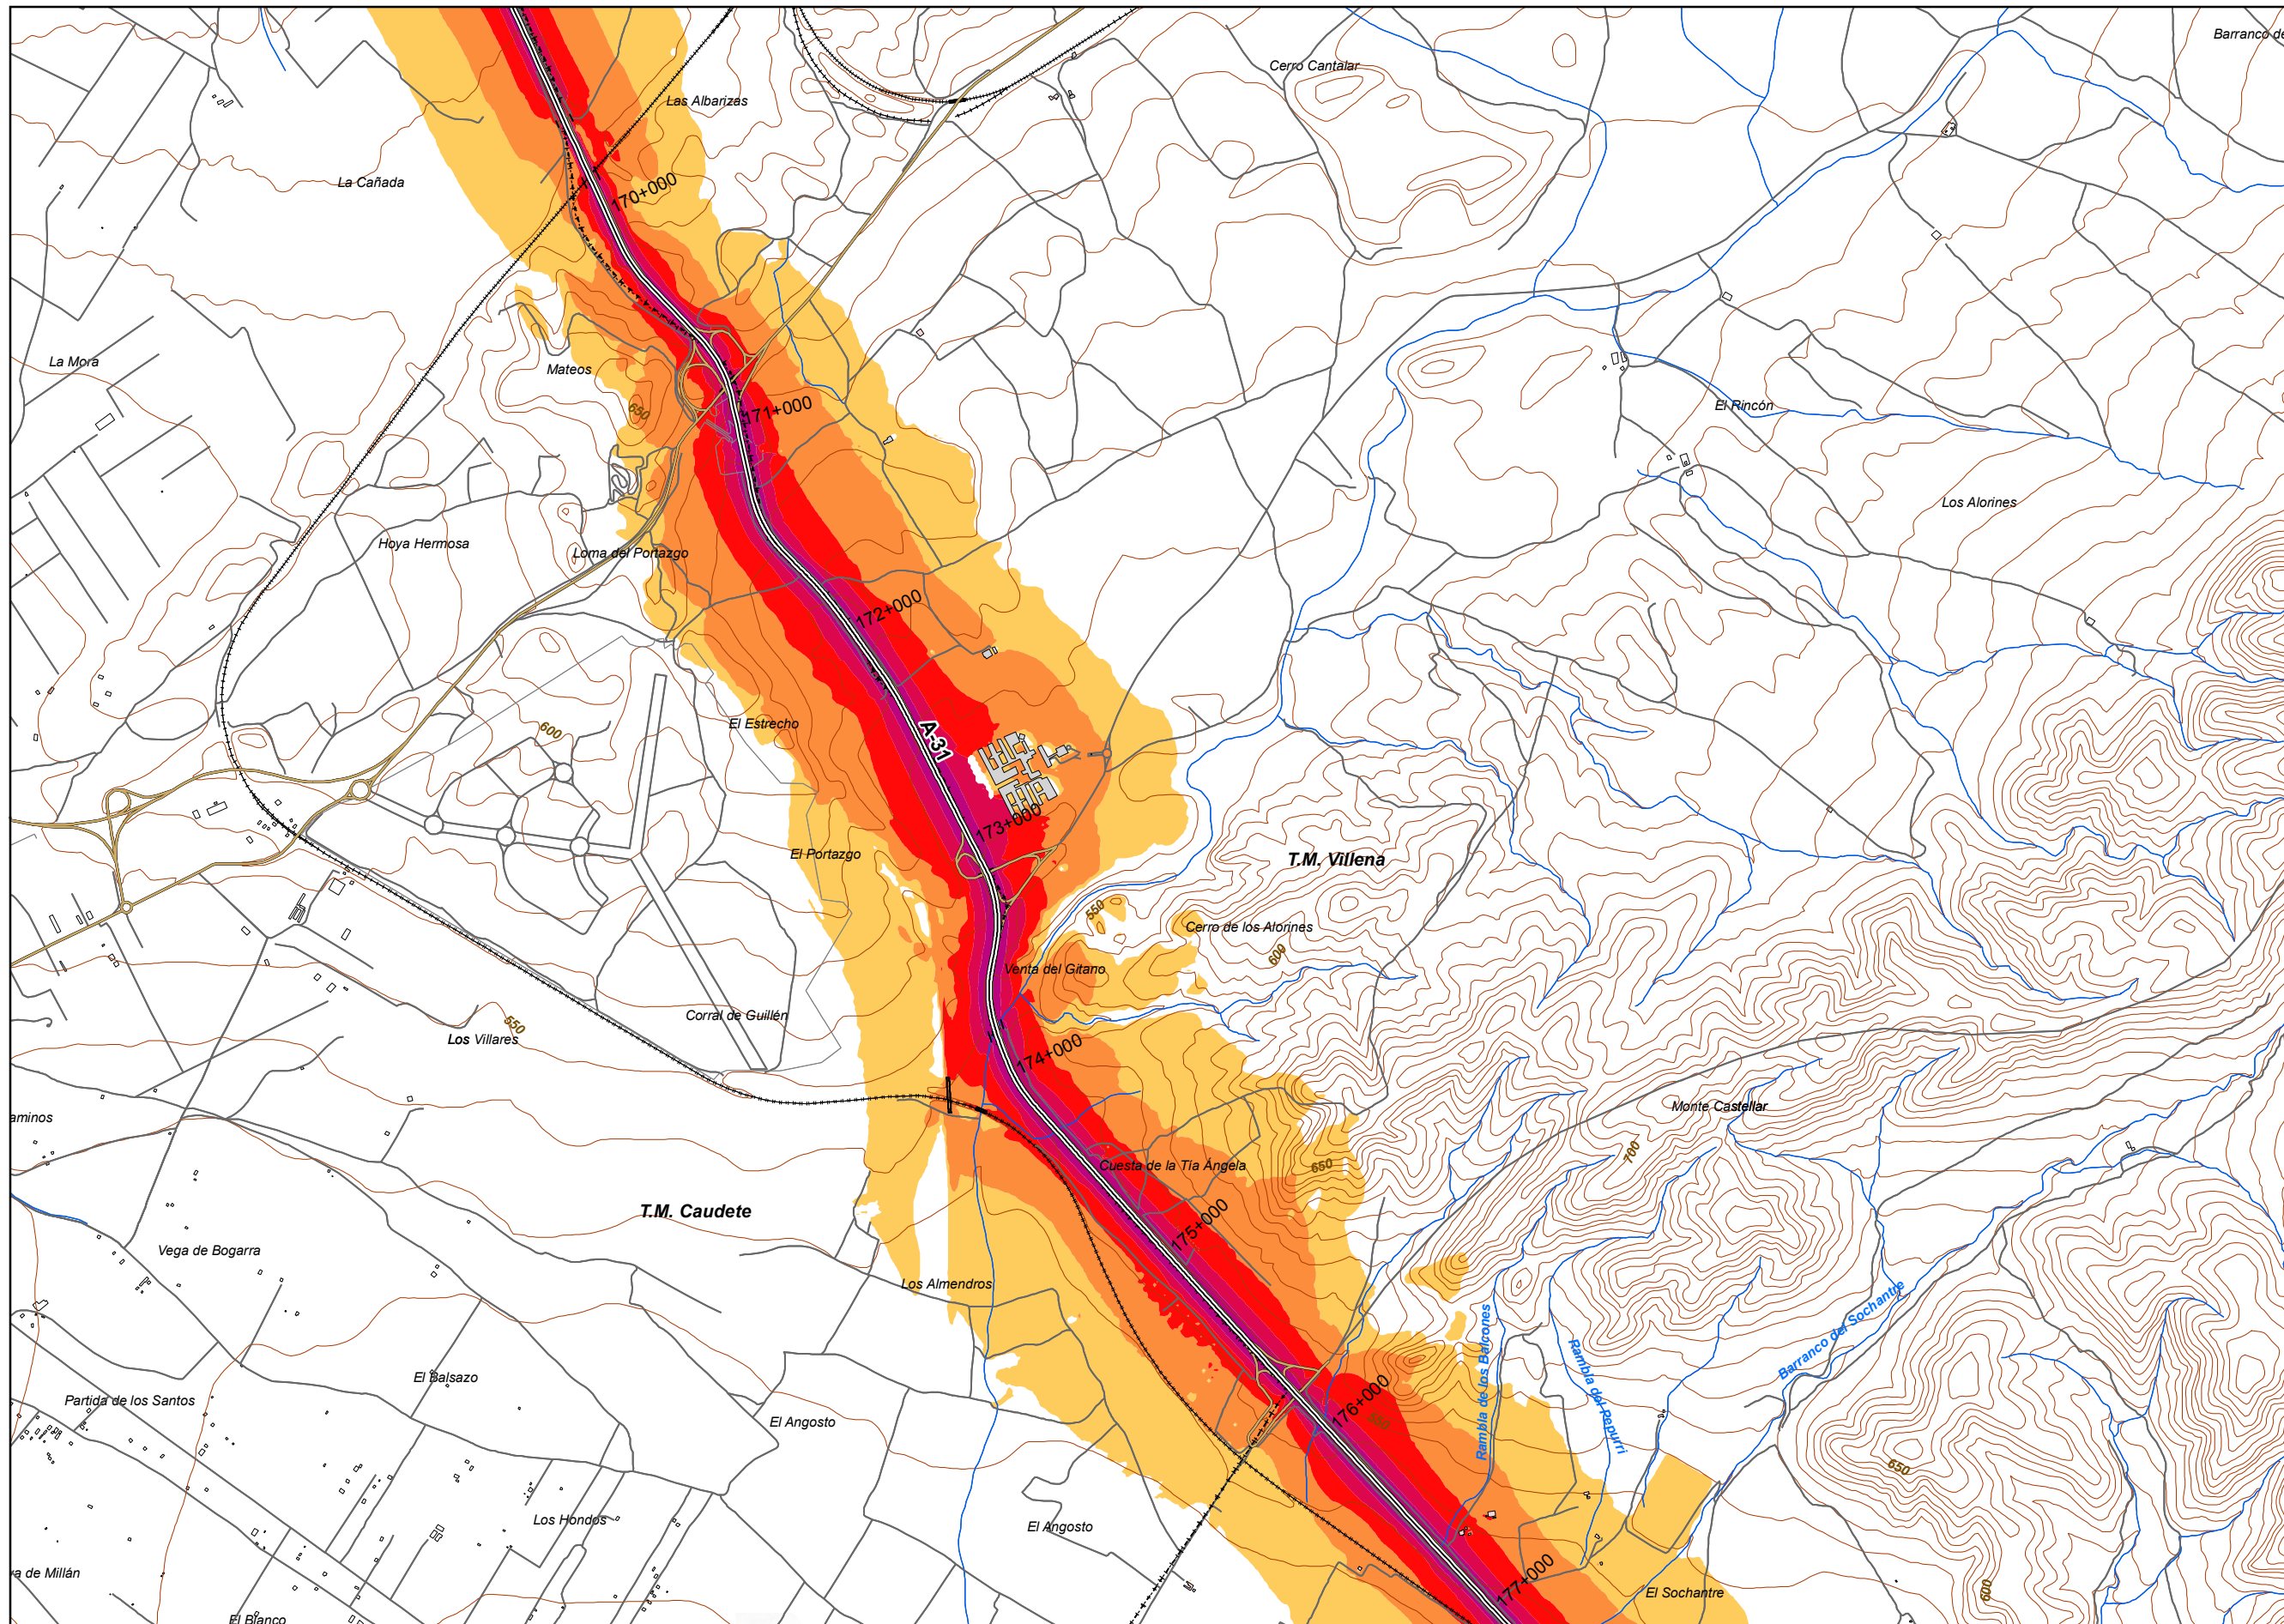 Cerro Cantalar
Las Albarizas
La Cañada
170+000
La Mora
Mateos
650
171+000
El Rincón
Los Alorines
Hoya Hermosa
Loma del Portazgo
172+000
600
El Estrecho
A-31
173+000
El Portazgo
T.M. Villena
550
Cerro de los Alorines
600
Venta del Gitano
Corral de Guillén
550
Los Villares
174+000
Monte Castellar
aminos
700
Cuesta de la Tía Ángela
650
T.M. Caudete
175+000
Vega de Bogarra
Los Almendros
Barranco del Sochantre
Rambla de los Balcones
Rambla del Pepurri
El Balsazo
Partida de los Santos
176+000
550
El Angosto
650
Los Hondos
El Angosto
177+000
a de Millán
El Sochantre
600
El Blanco
Barranco de